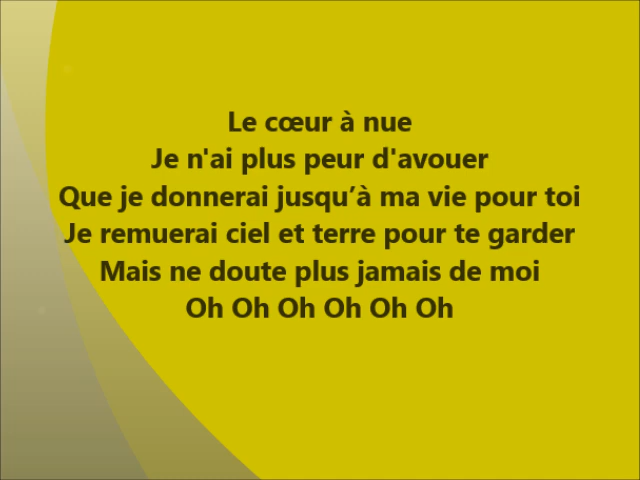 Le cœur à nue
Je n'ai plus peur d'avouer
Que je donnerai jusqu’à ma vie pour toi
Je remuerai ciel et terre pour te garder
Mais ne doute plus jamais de moi
Oh Oh Oh Oh Oh Oh